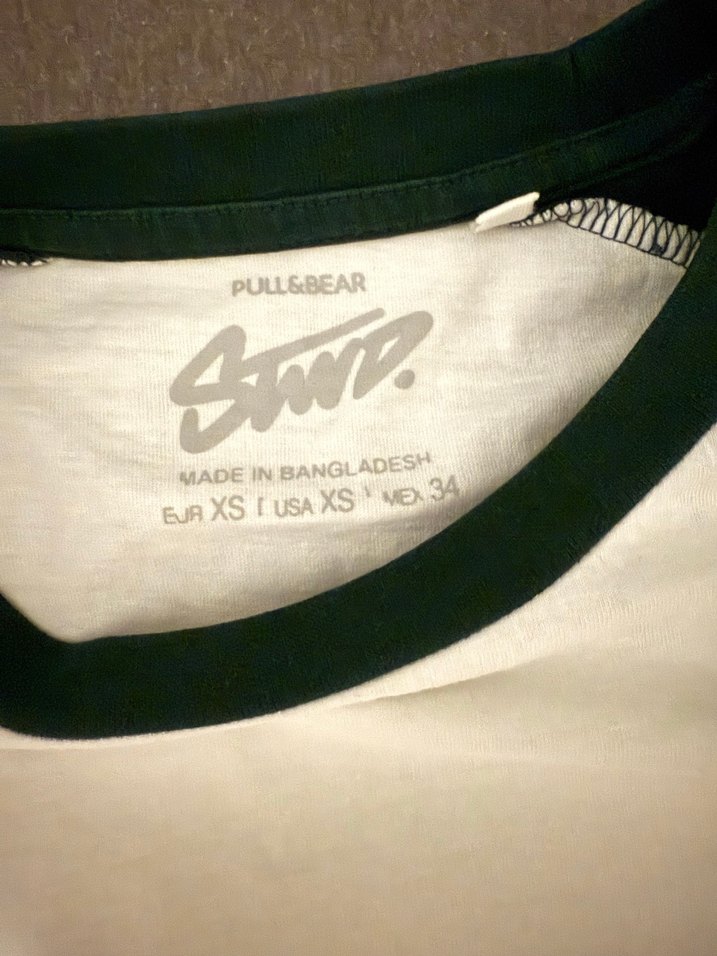 PULL&BEAR
STWD.
MADE IN BANGLADESH
EUR XS | USA XS | MEX 34